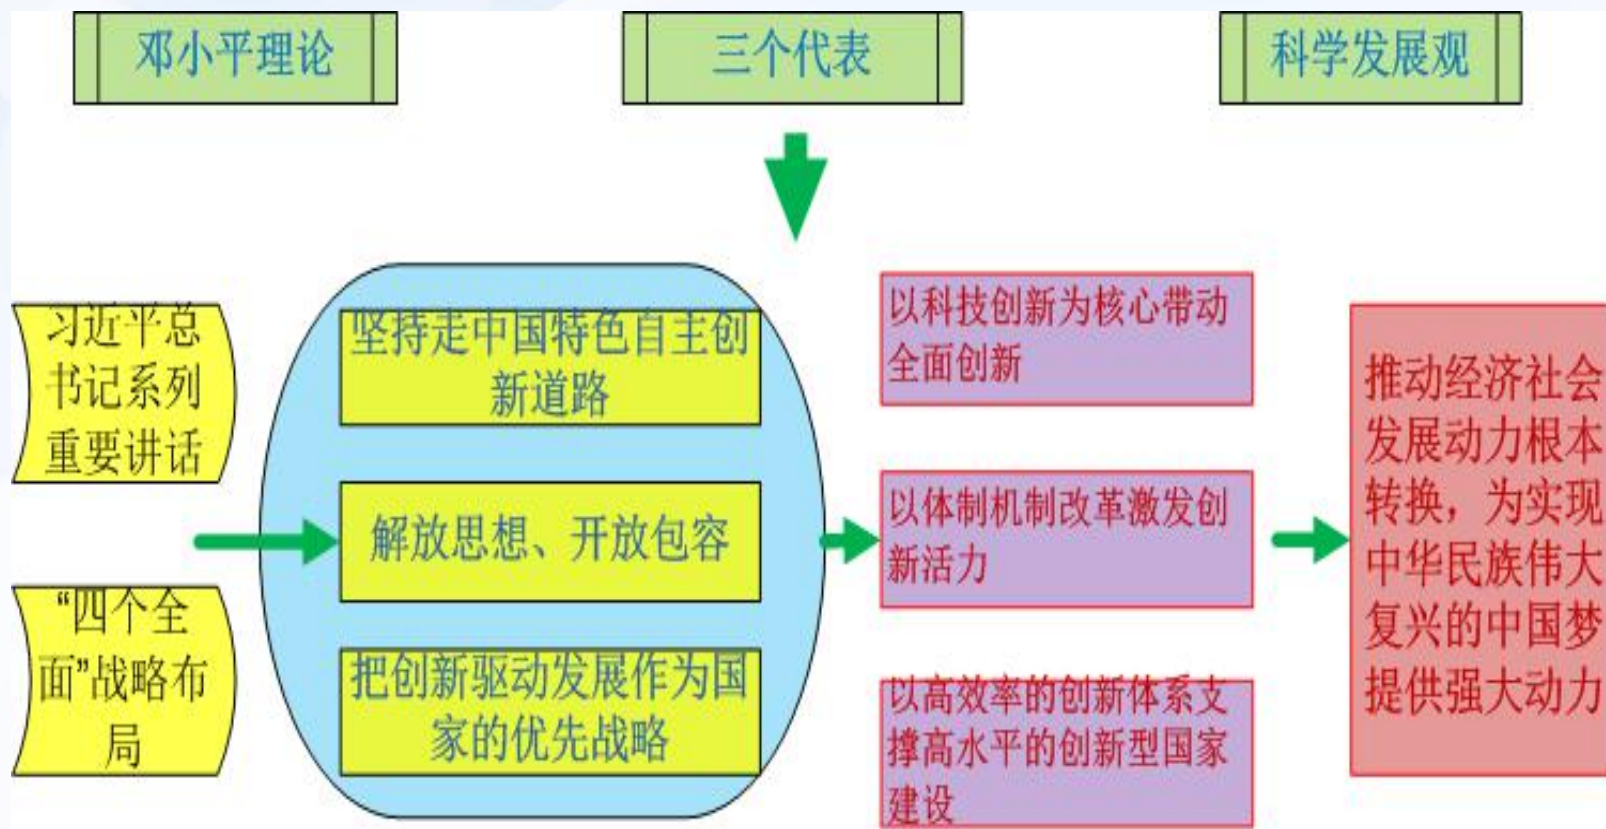 邓小平理论
三个代表
科学发展观
习近平总
书记系列
重要讲话
“四个全
面”战略布
局
坚持走中国特色自主创
新道路
解放思想、开放包容
把创新驱动发展作为国
家的优先战略
以科技创新为核心带动
全面创新
以体制机制改革激发创
新活力
以高效率的创新体系支
撑高水平的创新型国家
建设
推动经济社会
发展动力根本
转换，为实现
中华民族伟大
复兴的中国梦
提供强大动力